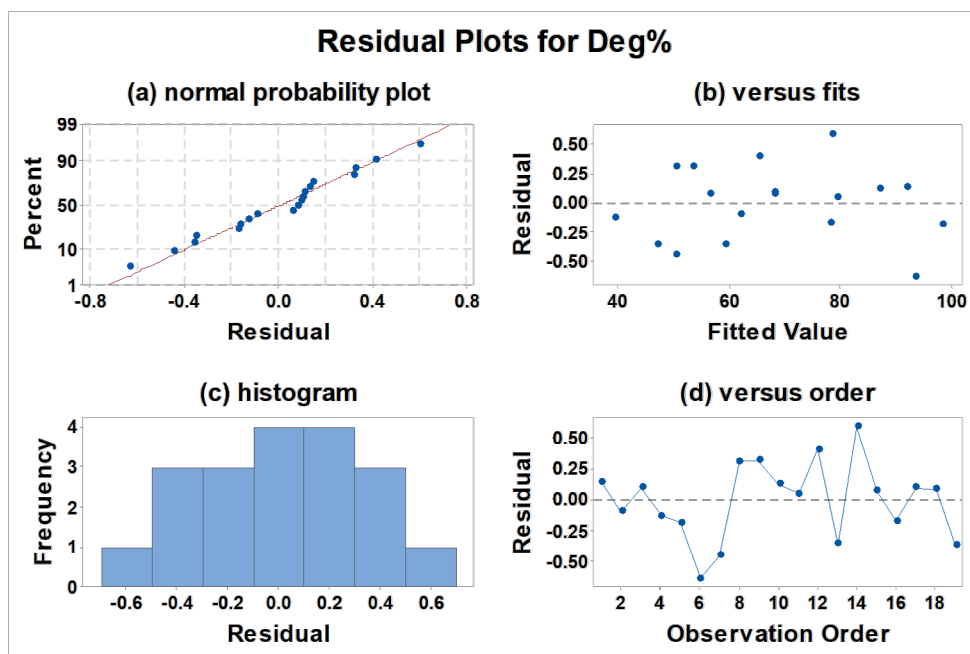 Residual Plots for Deg%
(a) normal probability plot
99
90
50
10
1
Percent
-0.8 -0.4 0.0 0.4 0.8
Residual
(b) versus fits
0.50
0.25
0.00
-0.25
-0.50
Residual
40 60 80 100
Fitted Value
(c) histogram
4
3
2
1
0
Frequency
-0.6 -0.4 -0.2 0.0 0.2 0.4 0.6
Residual
(d) versus order
0.50
0.25
0.00
-0.25
-0.50
Residual
2 4 6 8 10 12 14 16 18
Observation Order